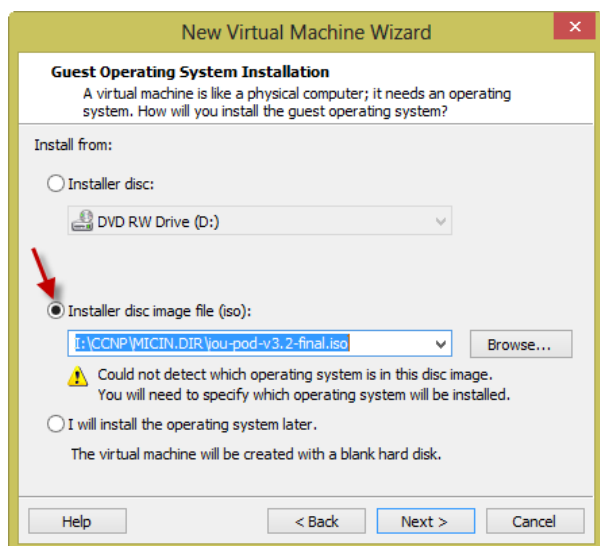 New Virtual Machine Wizard
Guest Operating System Installation
A virtual machine is like a physical computer; it needs an operating
system. How will you install the guest operating system?
Install from:
Installer disc:
DVD RW Drive (D:)
Installer disc image file (iso):
I:\CCNP\MICIN.DIR\iou-pod-v3.2-final.iso
Browse...
Could not detect which operating system is in this disc image.
You will need to specify which operating system will be installed.
I will install the operating system later.
The virtual machine will be created with a blank hard disk.
Help
< Back
Next >
Cancel